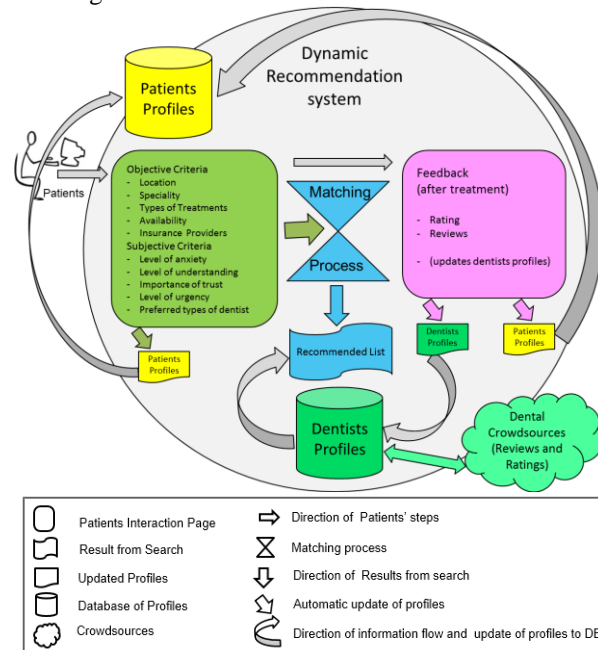 Dynamic
Recommendation
system
Patients
Profiles
Patients
Objective Criteria
- Location
- Speciality
- Types of Treatments
- Availability
- Insurance Providers
Subjective Criteria
- Level of anxiety
- Level of understanding
- Importance of trust
- Level of urgency
- Preferred types of dentist
Matching
Process
Feedback
(after treatment)
- Rating
- Reviews
- (updates dentists profiles)
Patients
Profiles
Recommended List
Dentists
Profiles
Patients
Profiles
Dentists
Profiles
Dental
Crowdsources
(Reviews and
Ratings)
Patients Interaction Page
Direction of Patients' steps
Result from Search
Matching process
Updated Profiles
Direction of Results from search
Database of Profiles
Automatic update of profiles
Crowdsources
Direction of information flow and update of profiles to DB